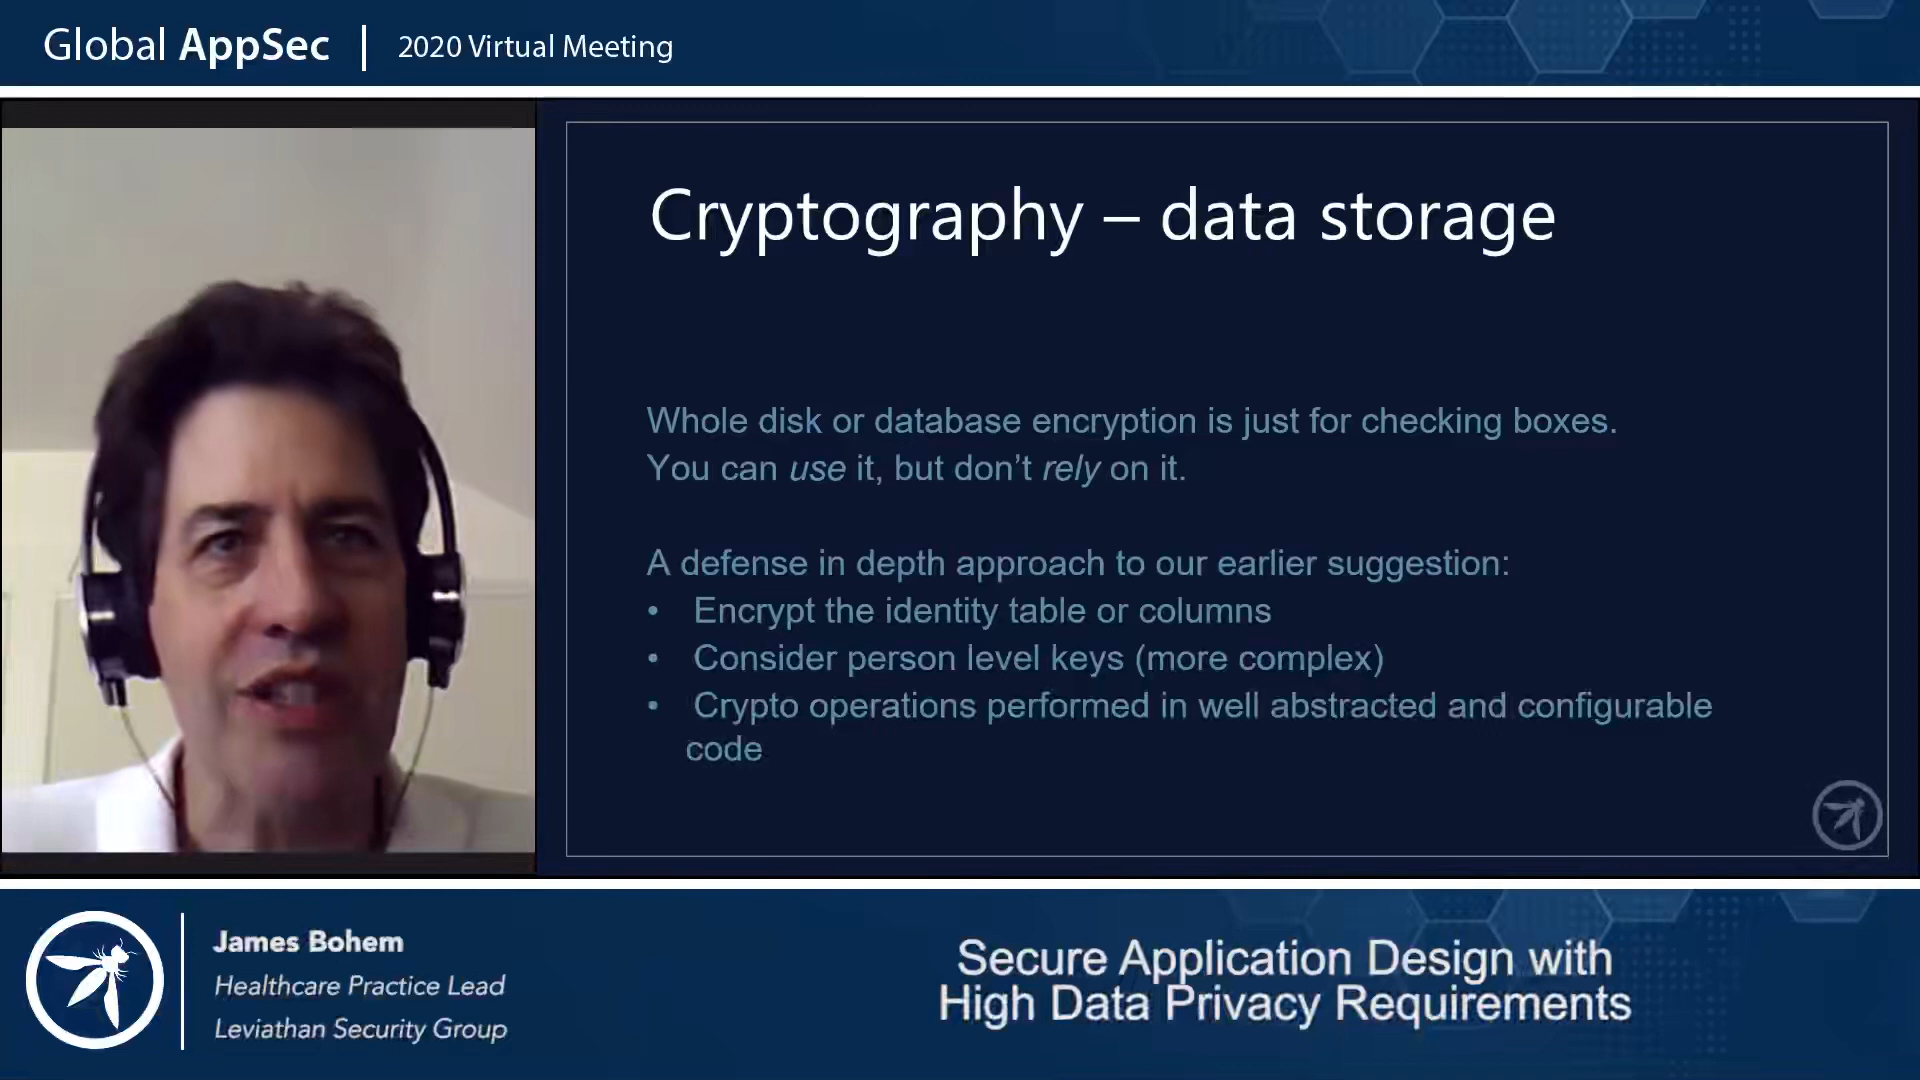 Global AppSec | 2020 Virtual Meeting
Cryptography – data storage
Whole disk or database encryption is just for checking boxes.
You can use it, but don’t rely on it.
A defense in depth approach to our earlier suggestion:
• Encrypt the identity table or columns
• Consider person level keys (more complex)
• Crypto operations performed in well abstracted and configurable
code
James Bohem
Healthcare Practice Lead
Leviathan Security Group
Secure Application Design with
High Data Privacy Requirements